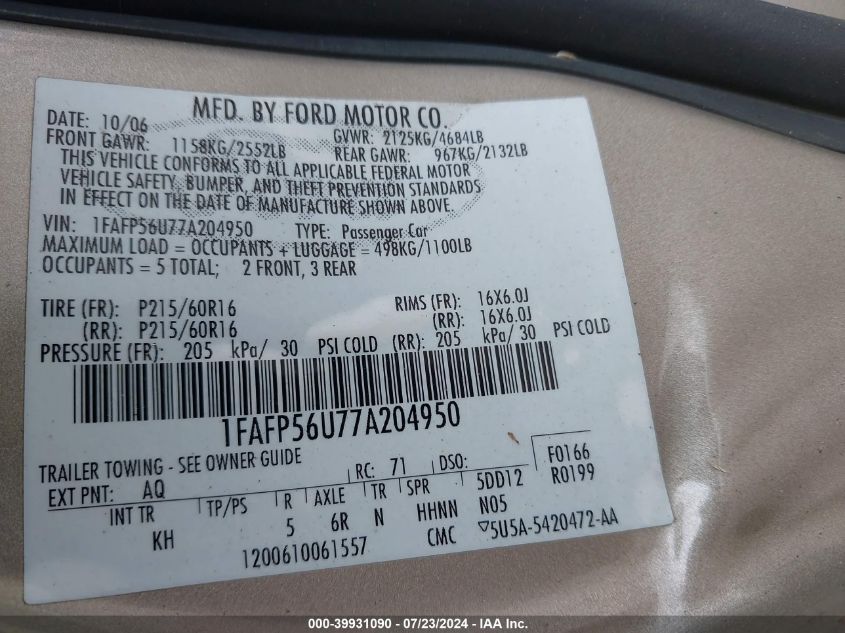 MFD. BY FORD MOTOR CO.
DATE: 10/06 GVWR: 2125KG/4684LB
FRONT GAWR: 1158KG/2552LB REAR GAWR: 967KG/2132LB
THIS VEHICLE CONFORMS TO ALL APPLICABLE FEDERAL MOTOR
VEHICLE SAFETY, BUMPER, AND THEFT PREVENTION STANDARDS
IN EFFECT ON THE DATE OF MANUFACTURE SHOWN ABOVE.
VIN: 1FAFP56U77A204950 TYPE: Passenger Car
MAXIMUM LOAD = OCCUPANTS + LUGGAGE = 498KG/1100LB
OCCUPANTS = 5 TOTAL; 2 FRONT, 3 REAR
TIRE (FR): P215/60R16 RIMS (FR): 16X6.0J
(RR): P215/60R16 (RR): 16X6.0J
PRESSURE (FR): 205 kPa/ 30 PSI COLD (RR): 205 kPa/ 30 PSI COLD
1FAFP56U77A204950
TRAILER TOWING - SEE OWNER GUIDE
EXT PNT: AQ RC: 71 DSO: 5DD12 F0166
R0199
INT TR TP/PS R AXLE TR SPR N05
KH 5 6R N HHNN
1200610061557 CMC ▽5U5A-5420472-AA
000-39931090 - 07/23/2024 - IAA Inc.